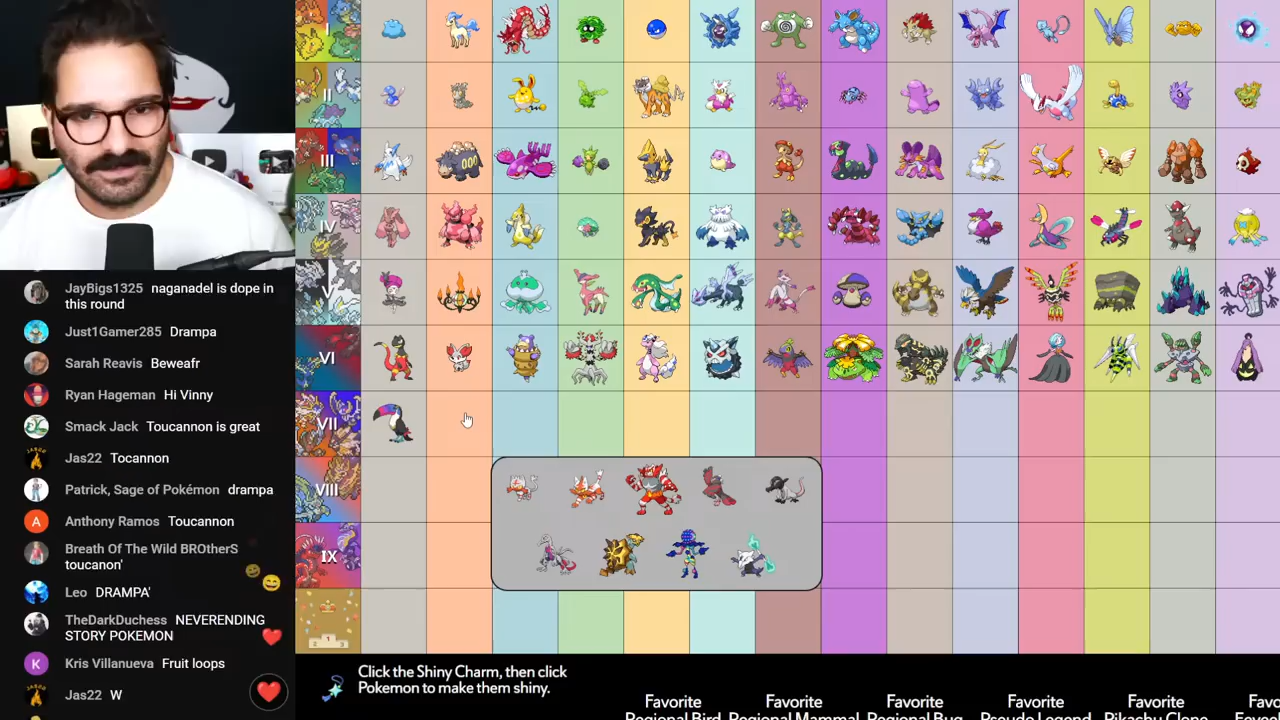 I
II
III
IV
V
VI
VII
VIII
IX
JayBigs1325 naganadel is dope in
this round
Just1Gamer285 Drampa
Sarah Reavis Beweafr
Ryan Hageman Hi Vinny
Smack Jack Toucannon is great
Jas22 Tocannon
Patrick, Sage of Pokémon drampa
A Anthony Ramos Toucannon
Breath Of The Wild BROtherS
toucanon'
Leo DRAMPA'
TheDarkDuchess NEVERENDING
STORY POKEMON
K Kris Villanueva Fruit loops
Jas22 W
Click the Shiny Charm, then click
Pokemon to make them shiny.
Favorite Favorite Favorite Favorite Favorite
Regional Bird Regional Mammal Regional Bug Pseudo Legend Pikachu Clone